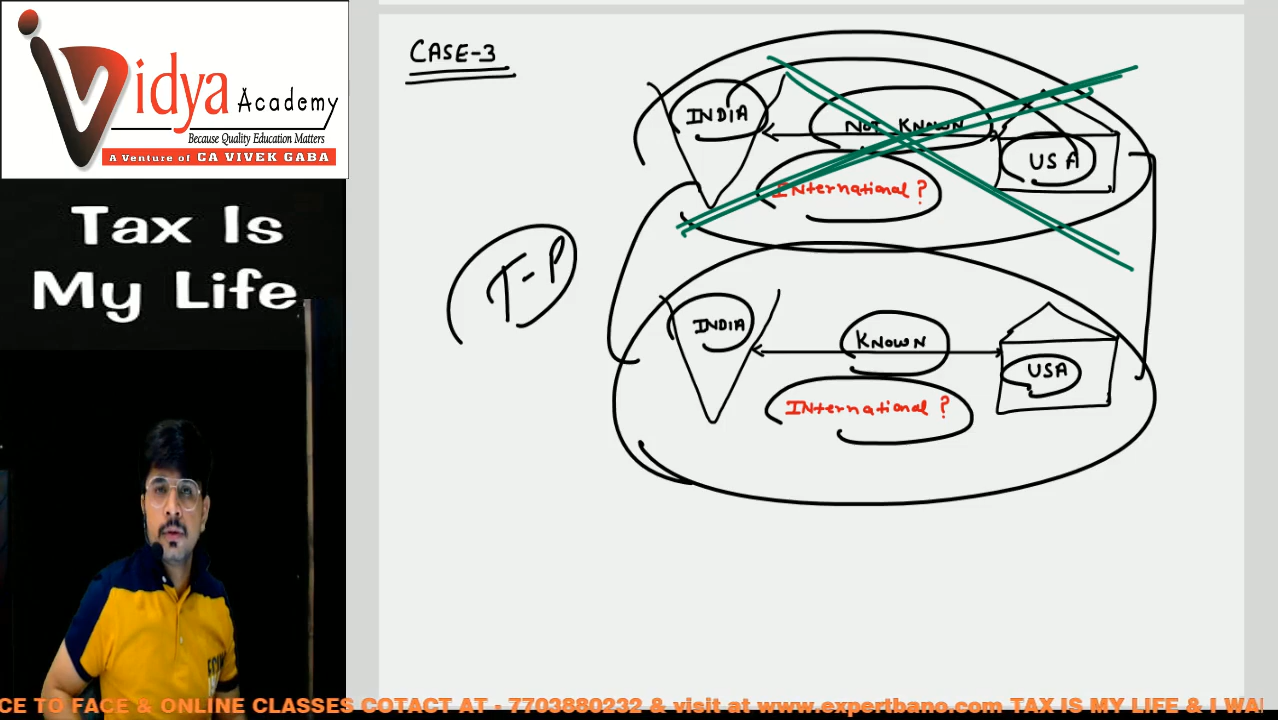 Vidya
Academy
Because Quality Education Matters
A Venture of CA VIVEK GABA
Tax Is
My Life
CASE-3
INDIA
NOT KNOWN
USA
INternational ?
T-P
INDIA
KNOWN
USA
INternational ?
CE TO FACE & ONLINE CLASSES COTACT AT - 7703880232 & visit at www.expertbano.com TAX IS MY LIFE & I WA